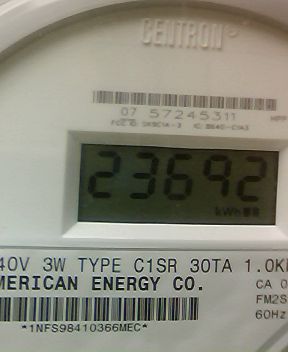 CENTRON
07 57245311
23692
kWh
40V 3W TYPE C1SR 30TA 1.0K
MERICAN ENERGY CO.
CA 0
FM2S
60Hz
*1NFS98410366MEC*